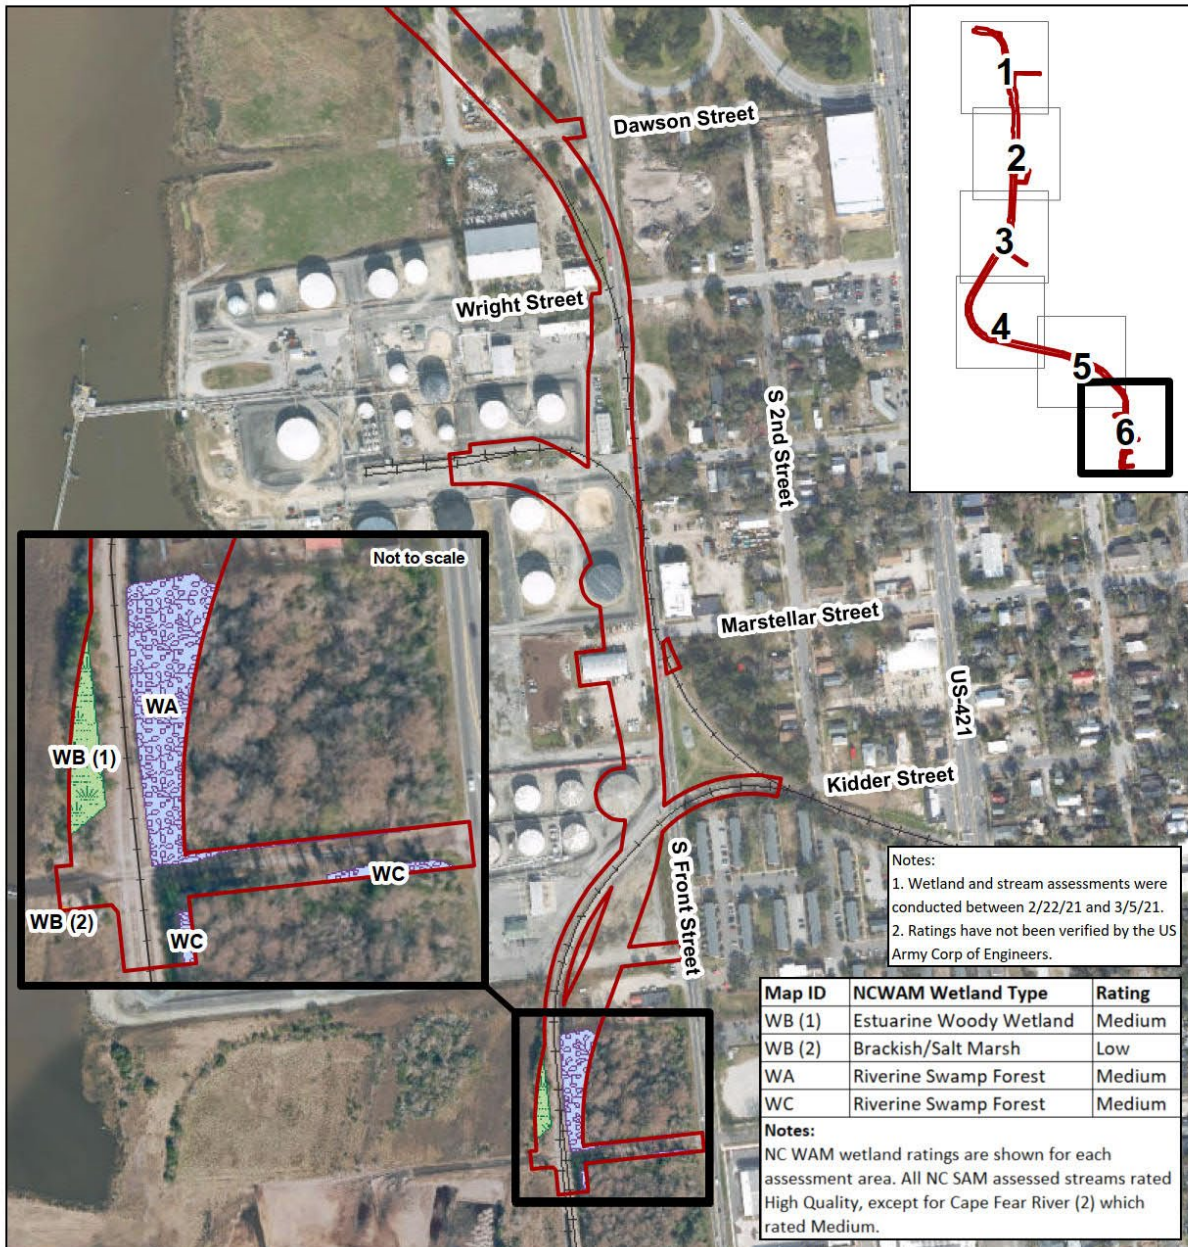 Dawson Street
Wright Street
S 2nd Street
Marstellar Street
US-421
Kidder Street
S Front Street
1
2
3
4
5
6
Not to scale
WA
WB (1)
WC
WB (2)
WC
Notes:
1. Wetland and stream assessments were
conducted between 2/22/21 and 3/5/21.
2. Ratings have not been verified by the US
Army Corp of Engineers.
Map ID NCWAM Wetland Type Rating
WB (1) Estuarine Woody Wetland Medium
WB (2) Brackish/Salt Marsh Low
WA Riverine Swamp Forest Medium
WC Riverine Swamp Forest Medium
Notes:
NC WAM wetland ratings are shown for each
assessment area. All NC SAM assessed streams rated
High Quality, except for Cape Fear River (2) which
rated Medium.